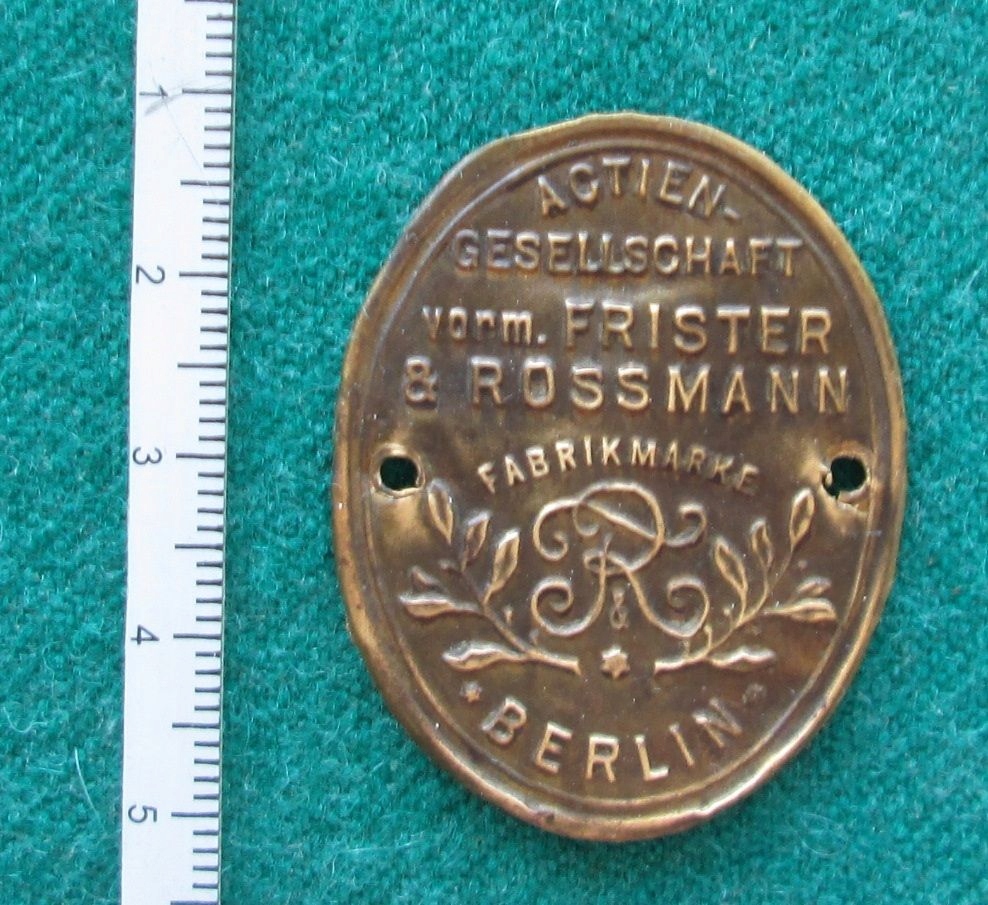 ACTIEN-
GESELLSCHAFT
vorm. FRISTER
& ROSSMANN
FABRIKMARKE
F R
&
BERLIN
1
2
3
4
5